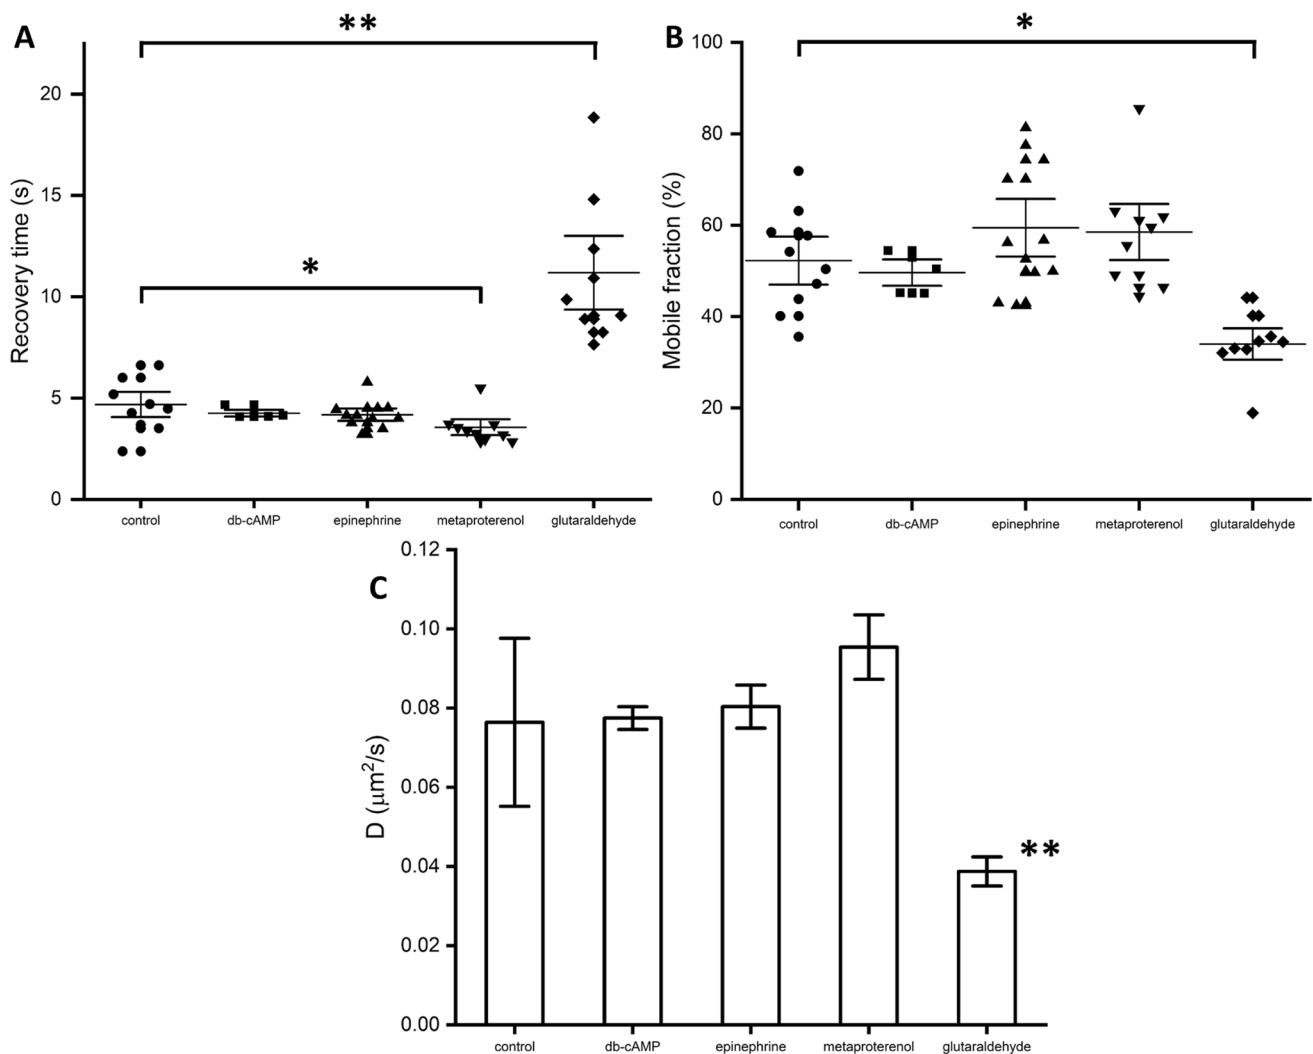 A
**
Recovery time (s)
20
15
10
5
0
*
control
db-cAMP
epinephrine
metaproterenol
glutaraldehyde
B
*
Mobile fraction (%)
100
80
60
40
20
0
control
db-cAMP
epinephrine
metaproterenol
glutaraldehyde
C
D (μm²/s)
0.12
0.10
0.08
0.06
0.04
0.02
0.00
**
control
db-cAMP
epinephrine
metaproterenol
glutaraldehyde